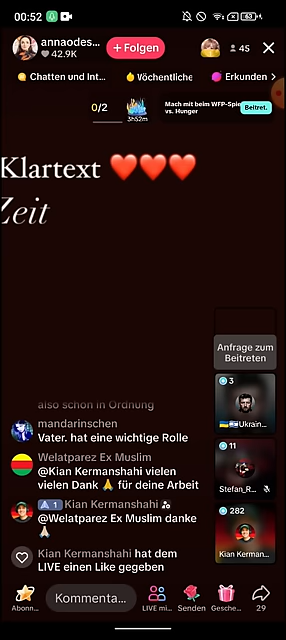 00:52
63
annaodes...
42.9K
+ Folgen
45
Chatten und Int...
Wöchentliche
Erkunden >
0/2
3h52m
Mach mit beim WFP-Spie
vs. Hunger
Beitret.
Klartext ❤️❤️❤️
Zeit
Anfrage zum
Beitreten
also schon in Ordnung
3
🇺🇦🇮🇱Ukrain...
mandarinschen
Vater. hat eine wichtige Rolle
Welatparez Ex Muslim
@Kian Kermanshahi vielen
vielen Dank 🙏 für deine Arbeit
11
Stefan_R...
1 Kian Kermanshahi
@Welatparez Ex Muslim danke
🙏
282
Kian Kerman...
Kian Kermanshahi hat dem
LIVE einen Like gegeben
Abonn...
Kommenta...
LIVE mi...
Senden
Gesche...
29